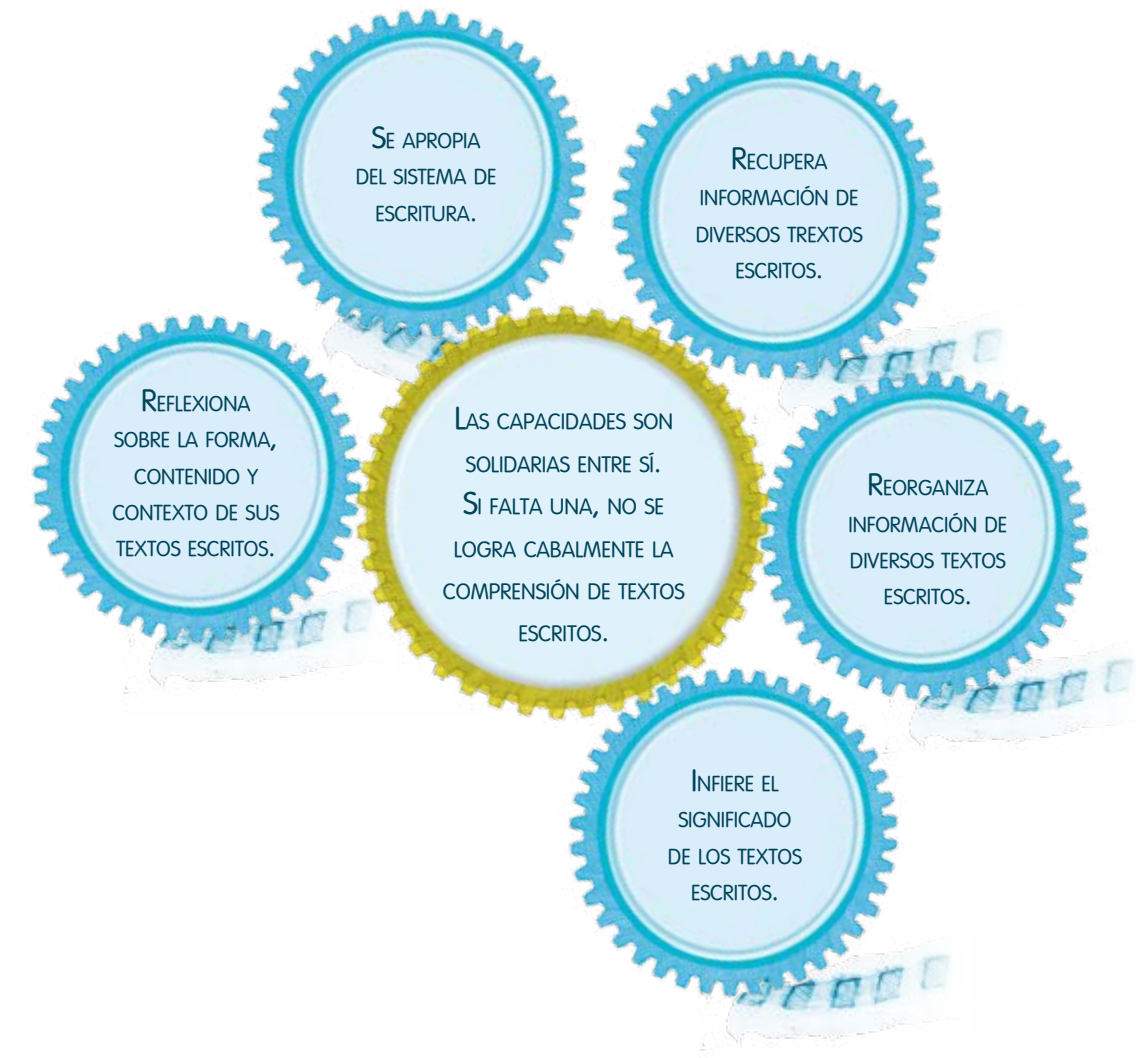 Se apropia
del sistema de
escritura.
Recupera
información de
diversos trextos
escritos.
Reflexiona
sobre la forma,
contenido y
contexto de sus
textos escritos.
Las capacidades son
solidarias entre sí.
Si falta una, no se
logra cabalmente la
comprensión de textos
escritos.
Reorganiza
información de
diversos textos
escritos.
Infiere el
significado
de los textos
escritos.